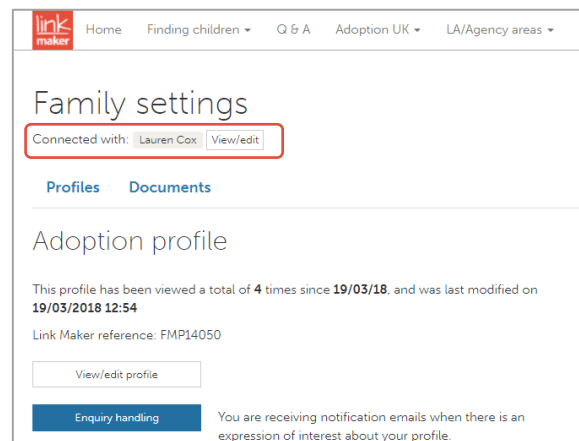 link
maker
Home Finding children Q & A Adoption UK LA/Agency areas
Family settings
Connected with: Lauren Cox View/edit
Profiles Documents
Adoption profile
This profile has been viewed a total of 4 times since 19/03/18, and was last modified on
19/03/2018 12:54
Link Maker reference: FMP14050
View/edit profile
Enquiry handling You are receiving notification emails when there is an
expression of interest about your profile.